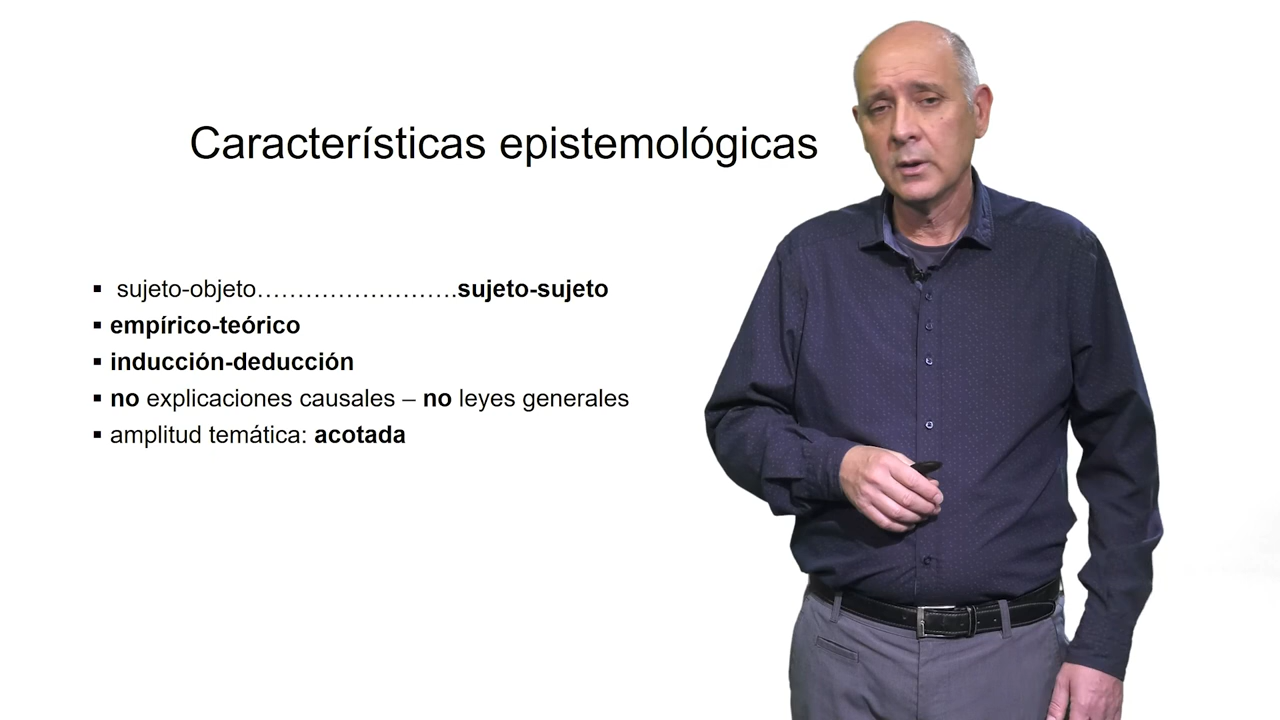 Características epistemológicas
▪ sujeto-objeto…………………….sujeto-sujeto
▪ empírico-teórico
▪ inducción-deducción
▪ no explicaciones causales – no leyes generales
▪ amplitud temática: acotada